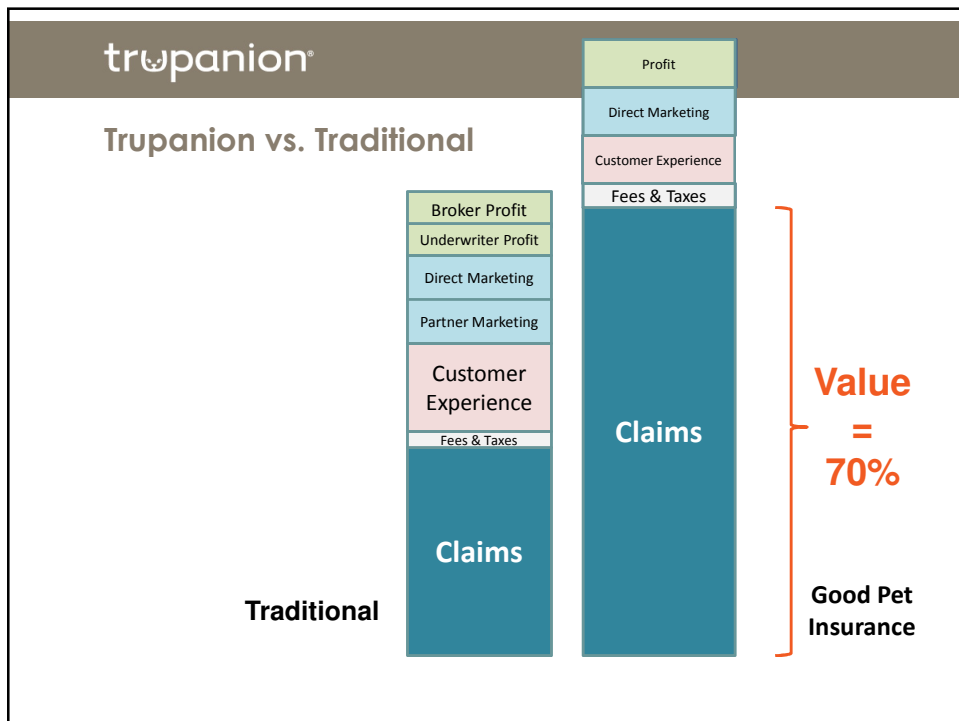 trupanion®
Trupanion vs. Traditional
Broker Profit
Underwriter Profit
Direct Marketing
Partner Marketing
Customer
Experience
Fees & Taxes
Claims
Traditional
Profit
Direct Marketing
Customer Experience
Fees & Taxes
Claims
Value
=
70%
Good Pet
Insurance